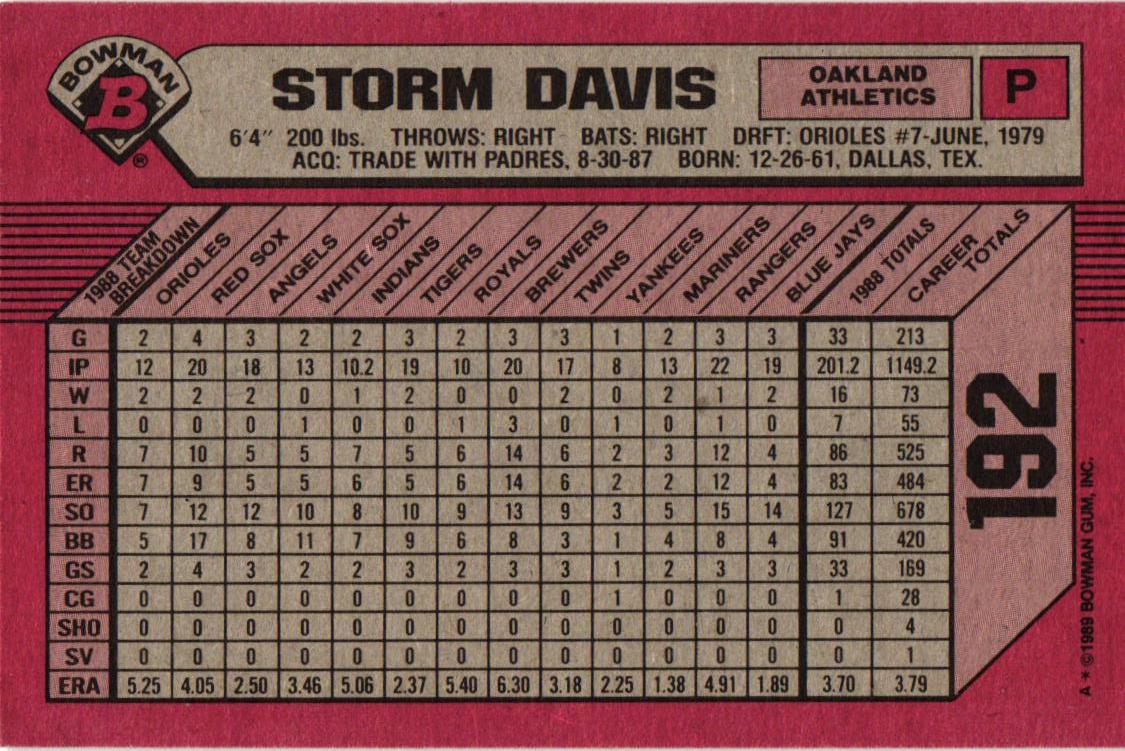 BOWMAN
B
®
STORM DAVIS
OAKLAND
ATHLETICS
P
6'4" 200 lbs. THROWS: RIGHT BATS: RIGHT DRFT: ORIOLES #7-JUNE, 1979
ACQ: TRADE WITH PADRES, 8-30-87 BORN: 12-26-61, DALLAS, TEX.
1988 TEAM BREAKDOWN ORIOLES RED SOX ANGELS WHITE SOX INDIANS TIGERS ROYALS BREWERS TWINS YANKEES MARINERS RANGERS BLUE JAYS 1988 TOTALS CAREER TOTALS
G 2 4 3 2 2 3 2 3 3 1 2 3 3 33 213
IP 12 20 18 13 10.2 19 10 20 17 8 13 22 19 201.2 1149.2
W 2 2 2 0 1 2 0 0 2 0 2 1 2 16 73
L 0 0 0 1 0 0 1 3 0 1 0 1 0 7 55
R 7 10 5 5 7 5 6 14 6 2 3 12 4 86 525
ER 7 9 5 5 6 5 6 14 6 2 2 12 4 83 484
SO 7 12 12 10 8 10 9 13 9 3 5 15 14 127 678
BB 5 17 8 11 7 9 6 8 3 1 4 8 4 91 420
GS 2 4 3 2 2 3 2 3 3 1 2 3 3 33 169
CG 0 0 0 0 0 0 0 0 0 1 0 0 0 1 28
SHO 0 0 0 0 0 0 0 0 0 0 0 0 0 0 4
SV 0 0 0 0 0 0 0 0 0 0 0 0 0 0 1
ERA 5.25 4.05 2.50 3.46 5.06 2.37 5.40 6.30 3.18 2.25 1.38 4.91 1.89 3.70 3.79
192
A * ©1989 BOWMAN GUM, INC.